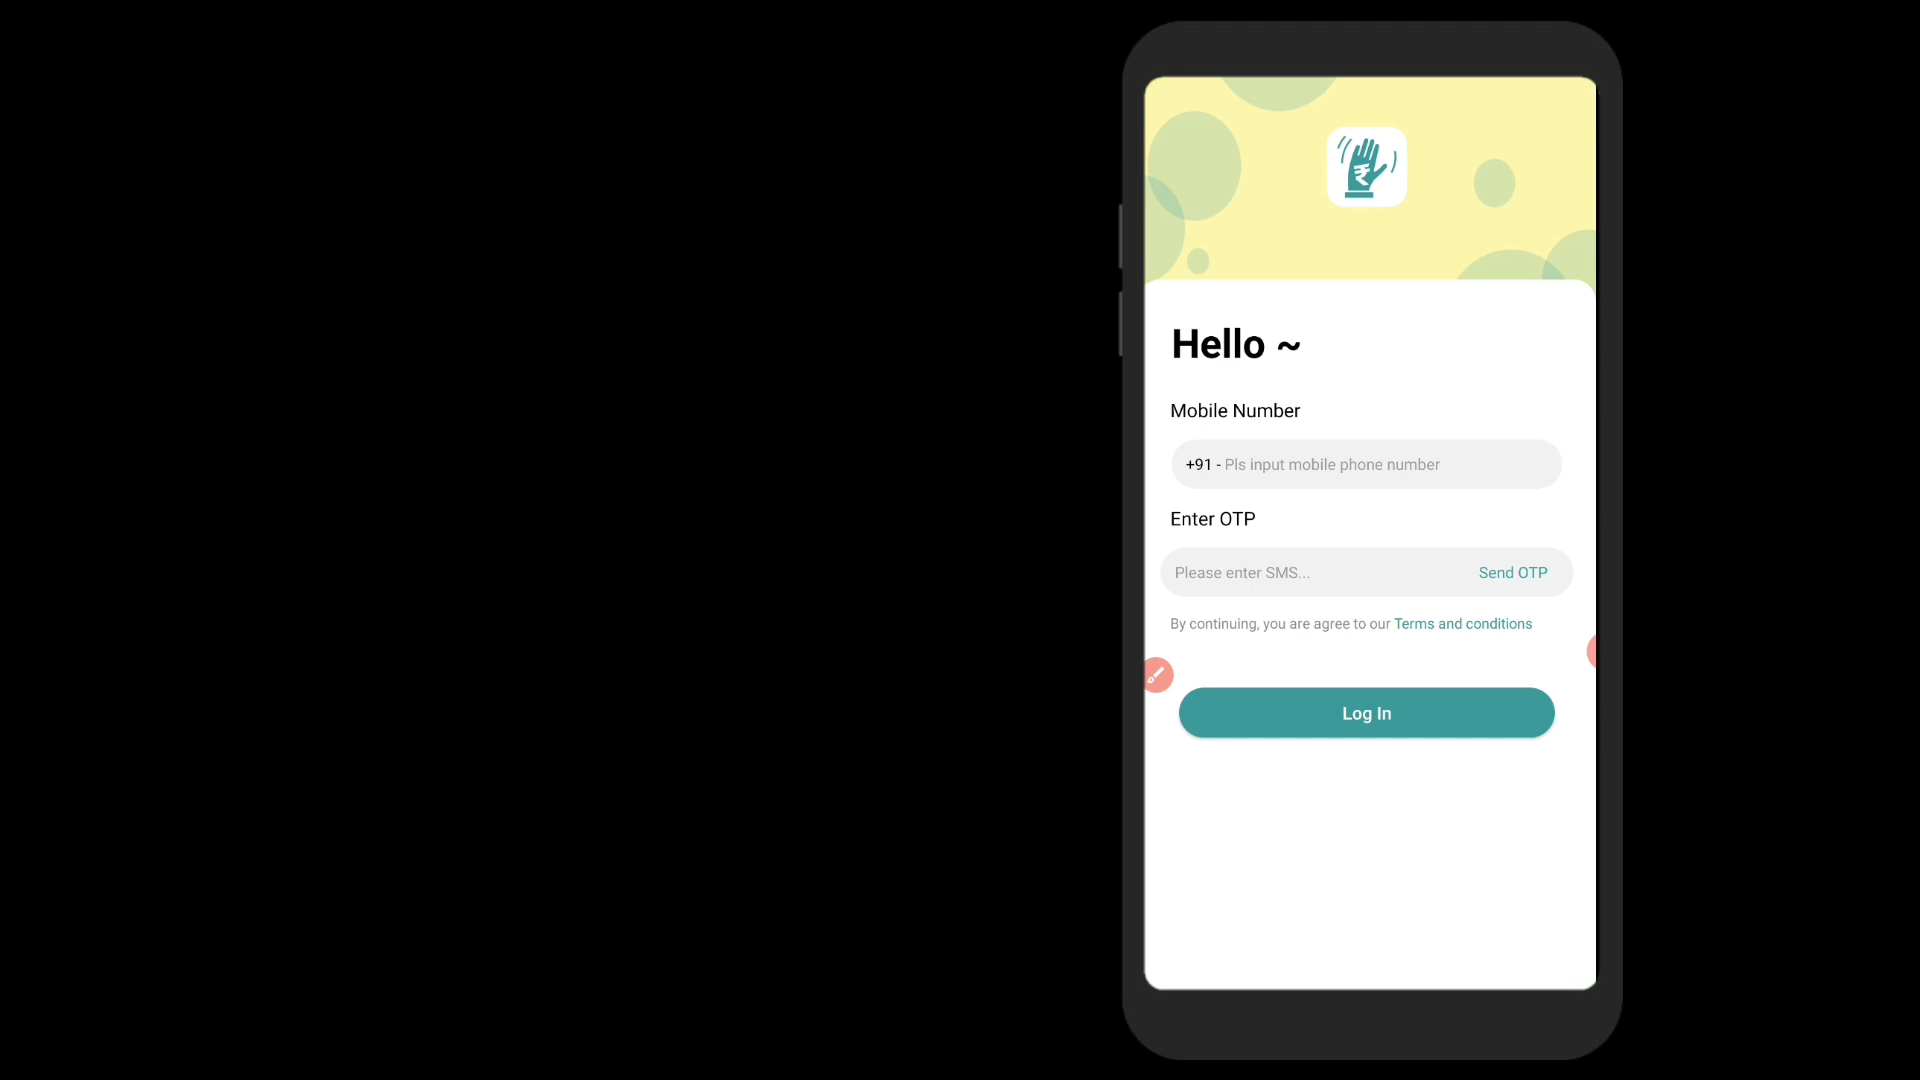 ₹
Hello ~
Mobile Number
+91 - Pls input mobile phone number
Enter OTP
Please enter SMS... Send OTP
By continuing, you are agree to our Terms and conditions
Log In